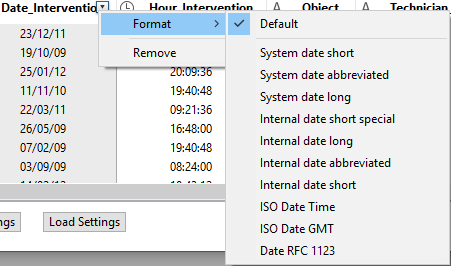 Date_Intervention Hour_Intervention A Object A Technician
Format
Remove
Default
System date short
System date abbreviated
System date long
Internal date short special
Internal date long
Internal date abbreviated
Internal date short
ISO Date Time
ISO Date GMT
Date RFC 1123
23/12/11
19/10/09
25/01/12 20:09:36
11/11/10 19:40:48
22/03/11 09:21:36
26/05/09 16:48:00
07/02/09 19:40:48
03/09/09 08:24:00
ngs Load Settings